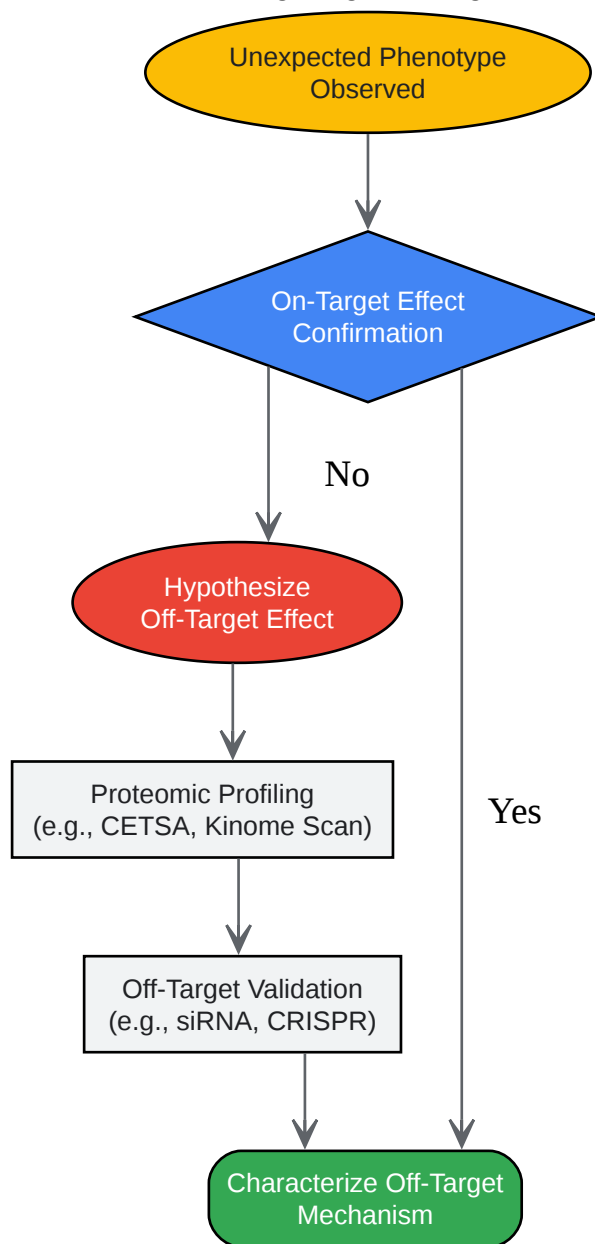 Unexpected Phenotype
Observed
On-Target Effect
Confirmation
No
Hypothesize
Off-Target Effect
Proteomic Profiling
(e.g., CETSA, Kinome Scan)
Yes
Off-Target Validation
(e.g., siRNA, CRISPR)
Characterize Off-Target
Mechanism